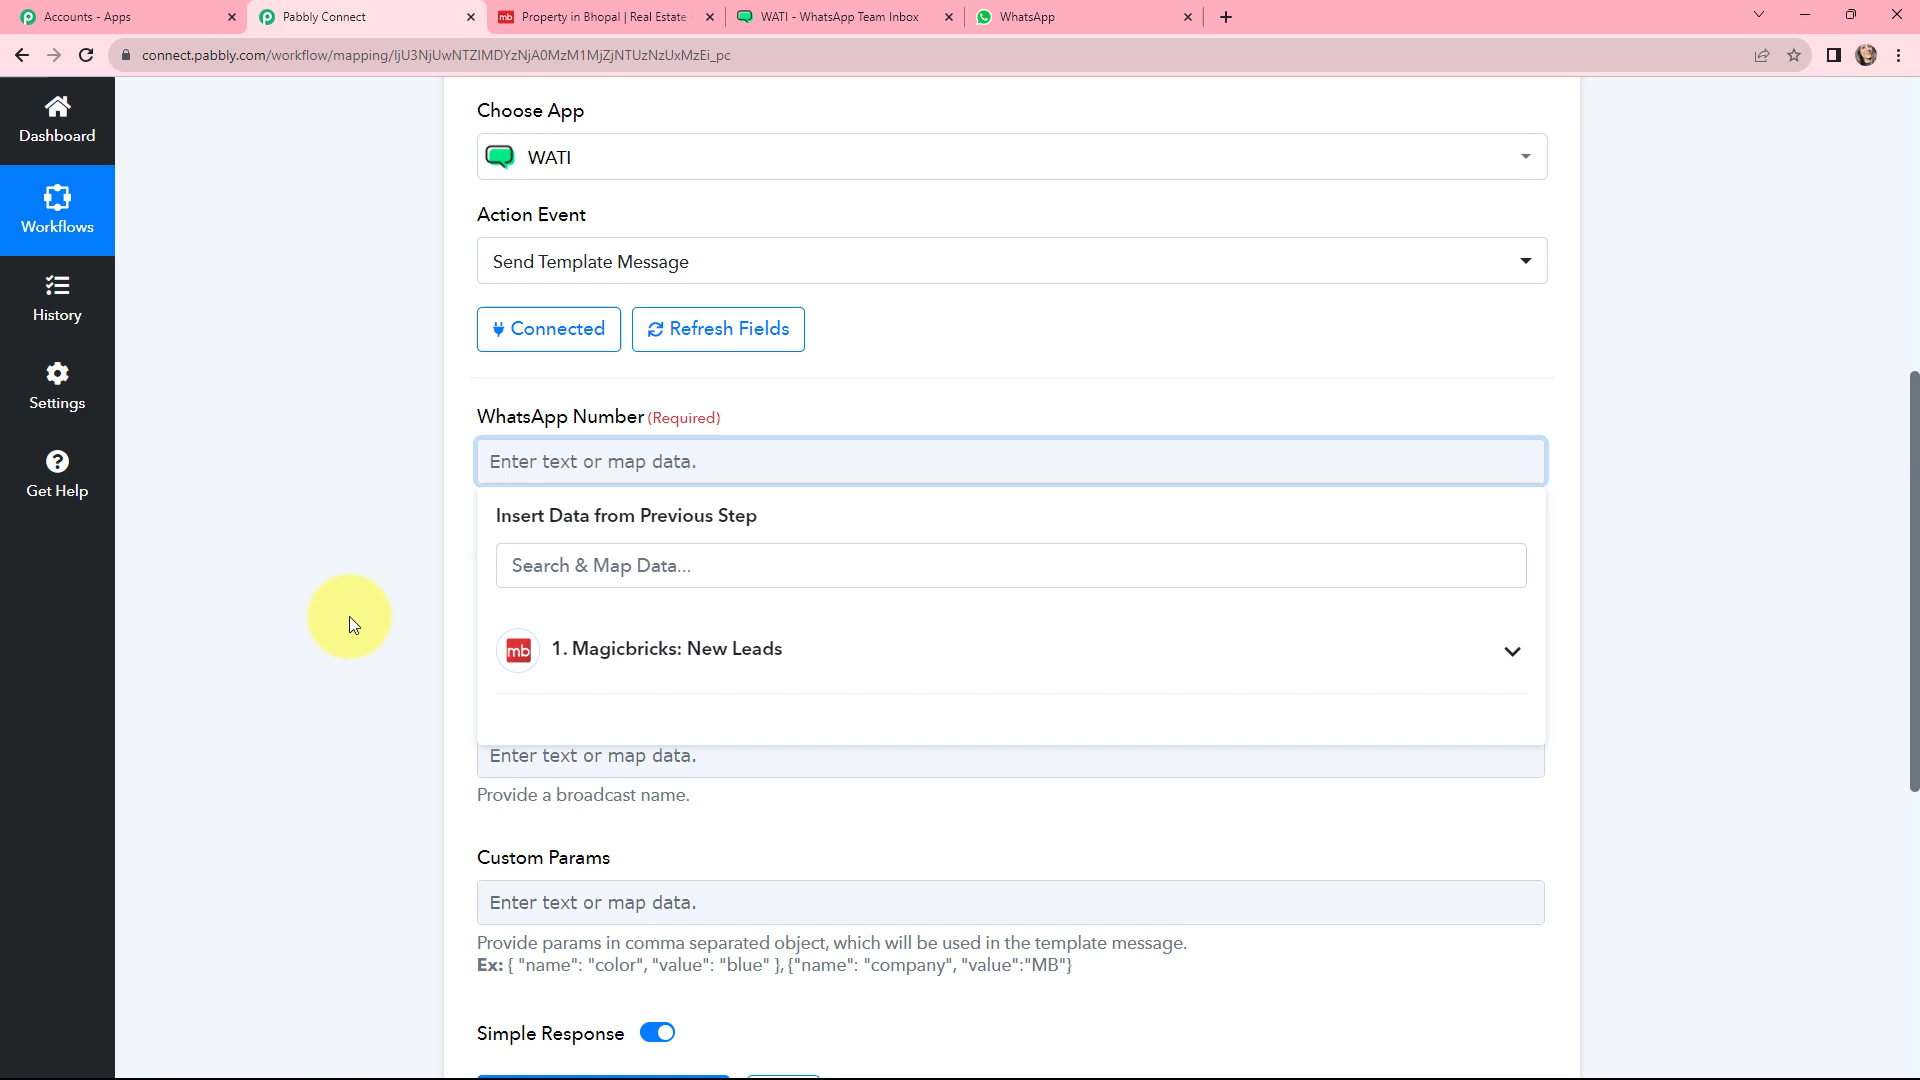 Accounts - Apps
Pabbly Connect
mb Property in Bhopal | Real Estate
WATI - WhatsApp Team Inbox
WhatsApp
connect.pabbly.com/workflow/mapping/IjU3NjUwNTZIMDYzNjA0MzM1MjZjNTUzNzUxMzEi_pc
Dashboard
Workflows
History
Settings
Get Help
Choose App
WATI
Action Event
Send Template Message
Connected
Refresh Fields
WhatsApp Number (Required)
Enter text or map data.
Insert Data from Previous Step
Search & Map Data...
mb 1. Magicbricks: New Leads
Enter text or map data.
Provide a broadcast name.
Custom Params
Enter text or map data.
Provide params in comma separated object, which will be used in the template message.
Ex: { "name": "color", "value": "blue" }, {"name": "company", "value":"MB"}
Simple Response